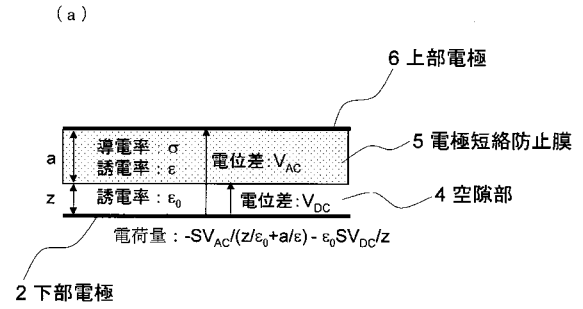 (a)
6 上部電極
5 電極短絡防止膜
a
導電率：σ
誘電率：ε
電位差：V_AC
z
誘電率：ε₀
電位差：V_DC
4 空隙部
電荷量：-SV_AC/(z/ε₀+a/ε) - ε₀SV_DC/z
2 下部電極